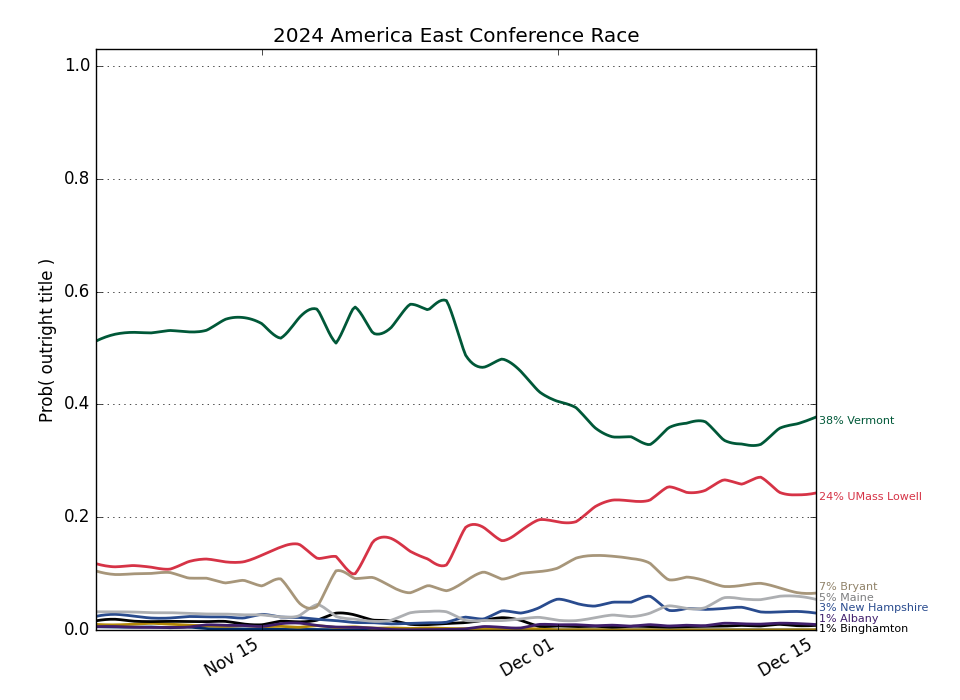 2024 America East Conference Race
1.0
0.8
0.6
0.4
0.2
0.0
Prob( outright title )
38% Vermont
24% UMass Lowell
7% Bryant
5% Maine
3% New Hampshire
1% Albany
1% Binghamton
Nov 15
Dec 01
Dec 15